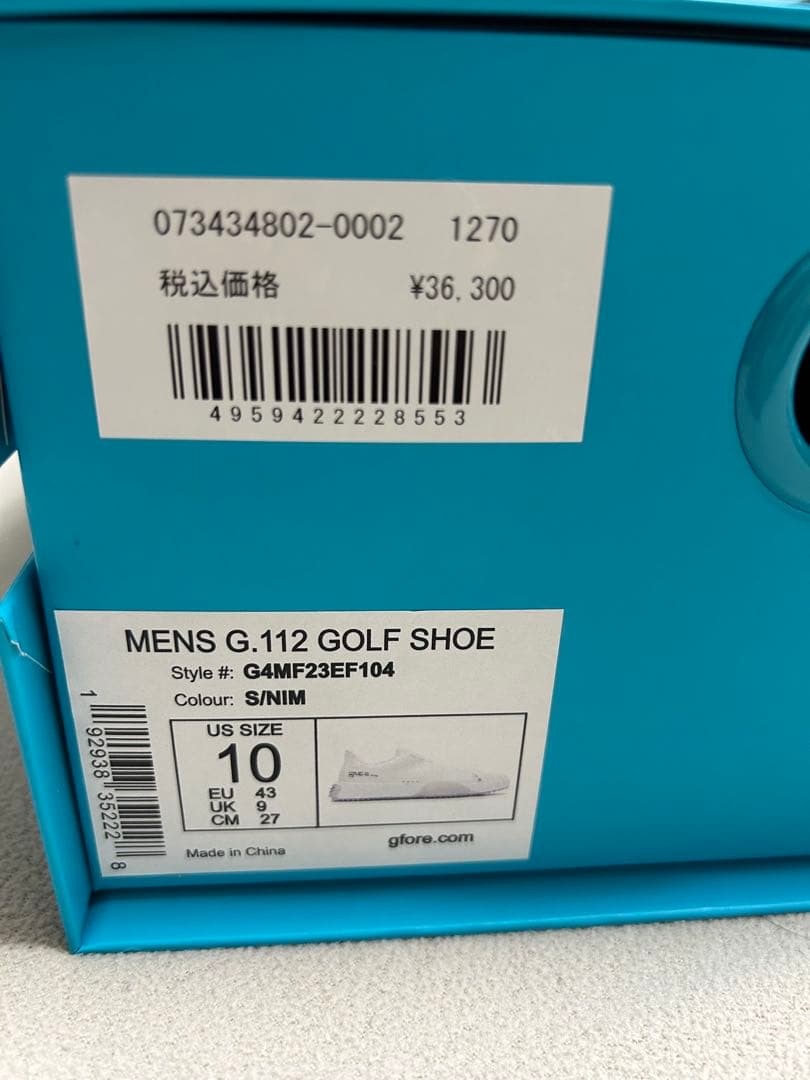 073434802-0002 1270
税込価格 ¥36,300
4959422228553
MENS G.112 GOLF SHOE
Style #: G4MF23EF104
Colour: S/NIM
US SIZE
10
EU 43
UK 9
CM 27
Made in China
gfore.com
1 92938 35222 8